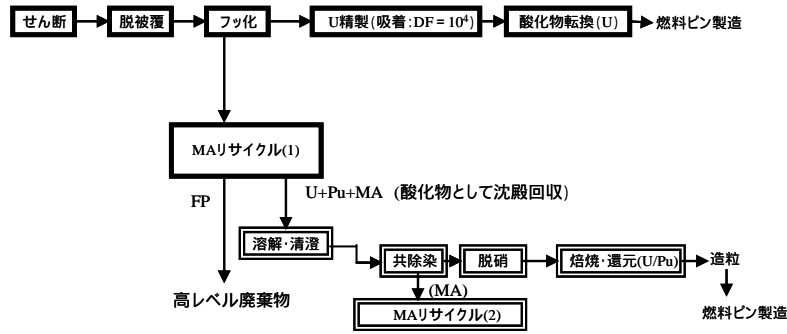 せん断
脱被覆
フッ化
U精製(吸着:DF = 10⁴)
酸化物転換(U)
燃料ピン製造
MAリサイクル(1)
FP
U+Pu+MA (酸化物として沈殿回収)
溶解・清澄
共除染
脱硝
焙焼・還元(U/Pu)
造粒
(MA)
高レベル廃棄物
MAリサイクル(2)
燃料ピン製造